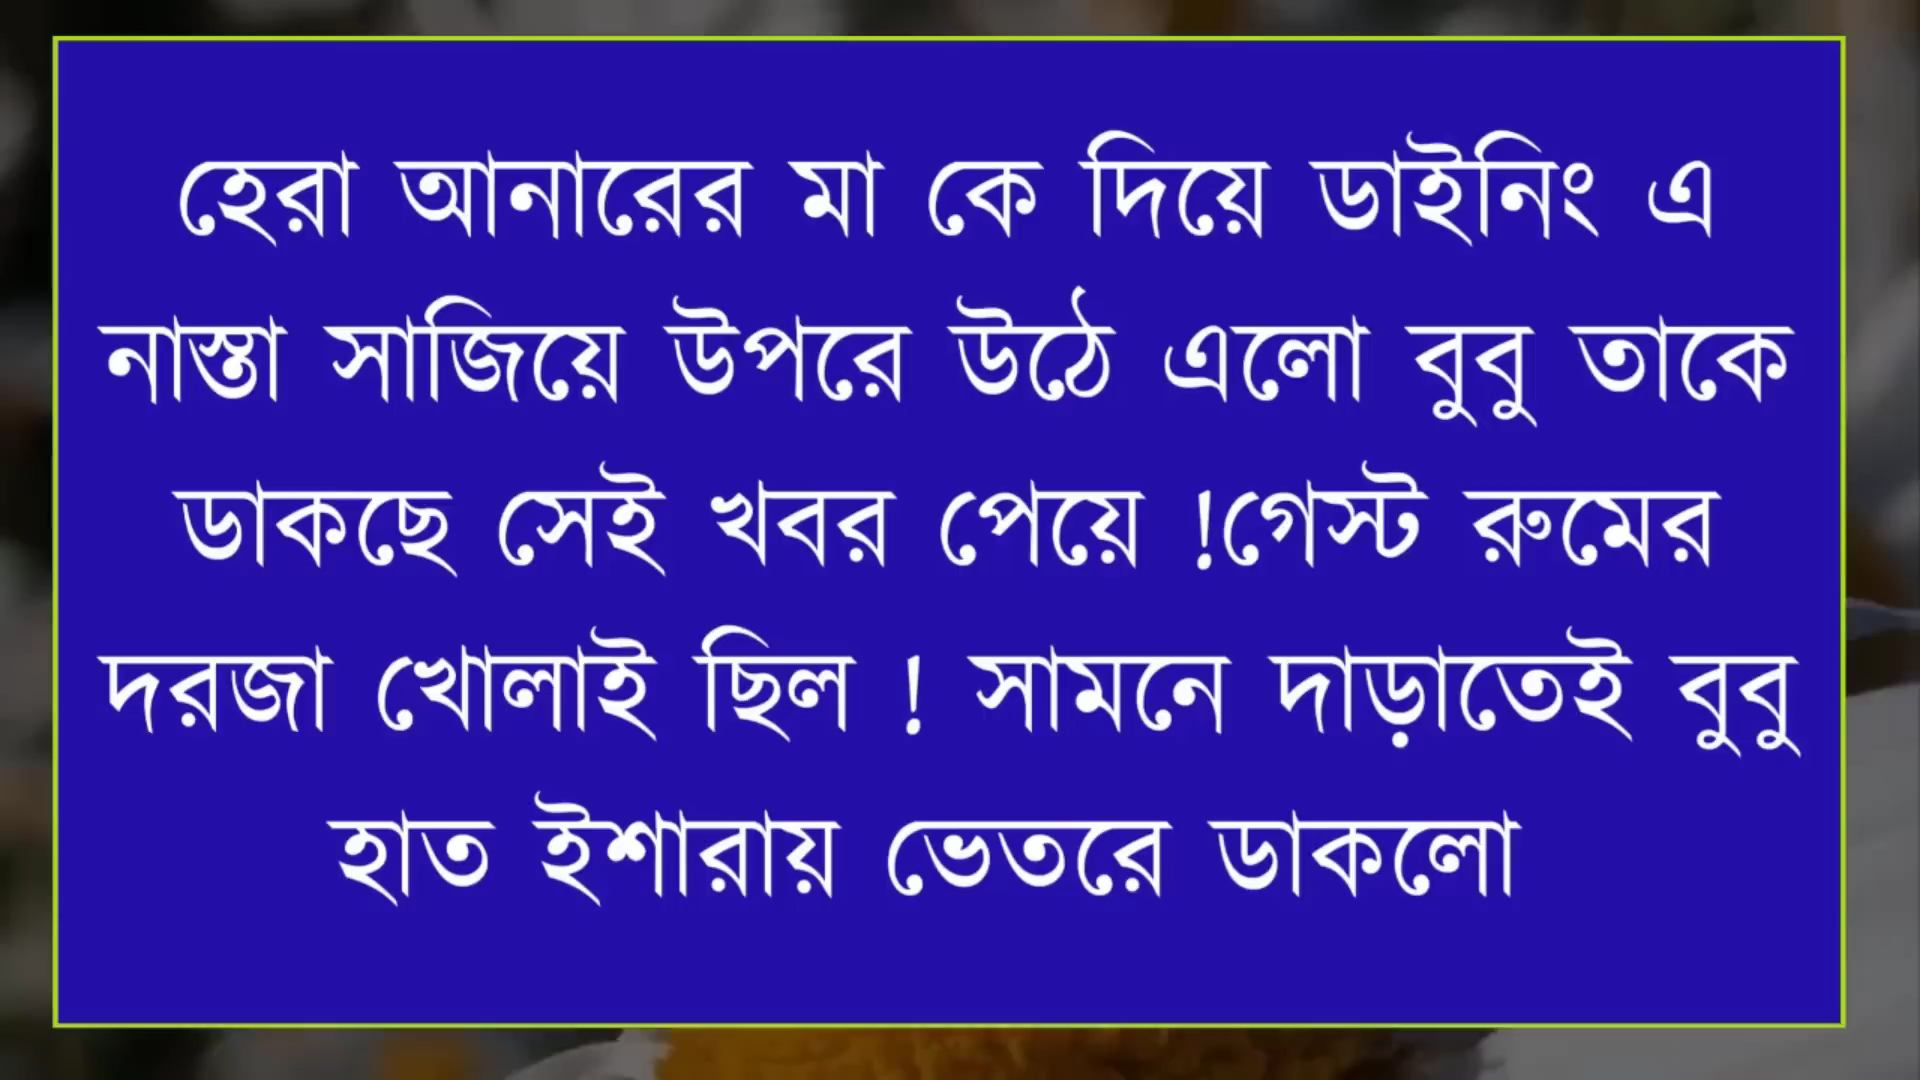 হেরা আনারের মা কে দিয়ে ডাইনিং এ
নাস্তা সাজিয়ে উপরে উঠে এলো বুবু তাকে
ডাকছে সেই খবর পেয়ে !গেস্ট রুমের
দরজা খোলাই ছিল ! সামনে দাড়াতেই বুবু
হাত ইশারায় ভেতরে ডাকলো